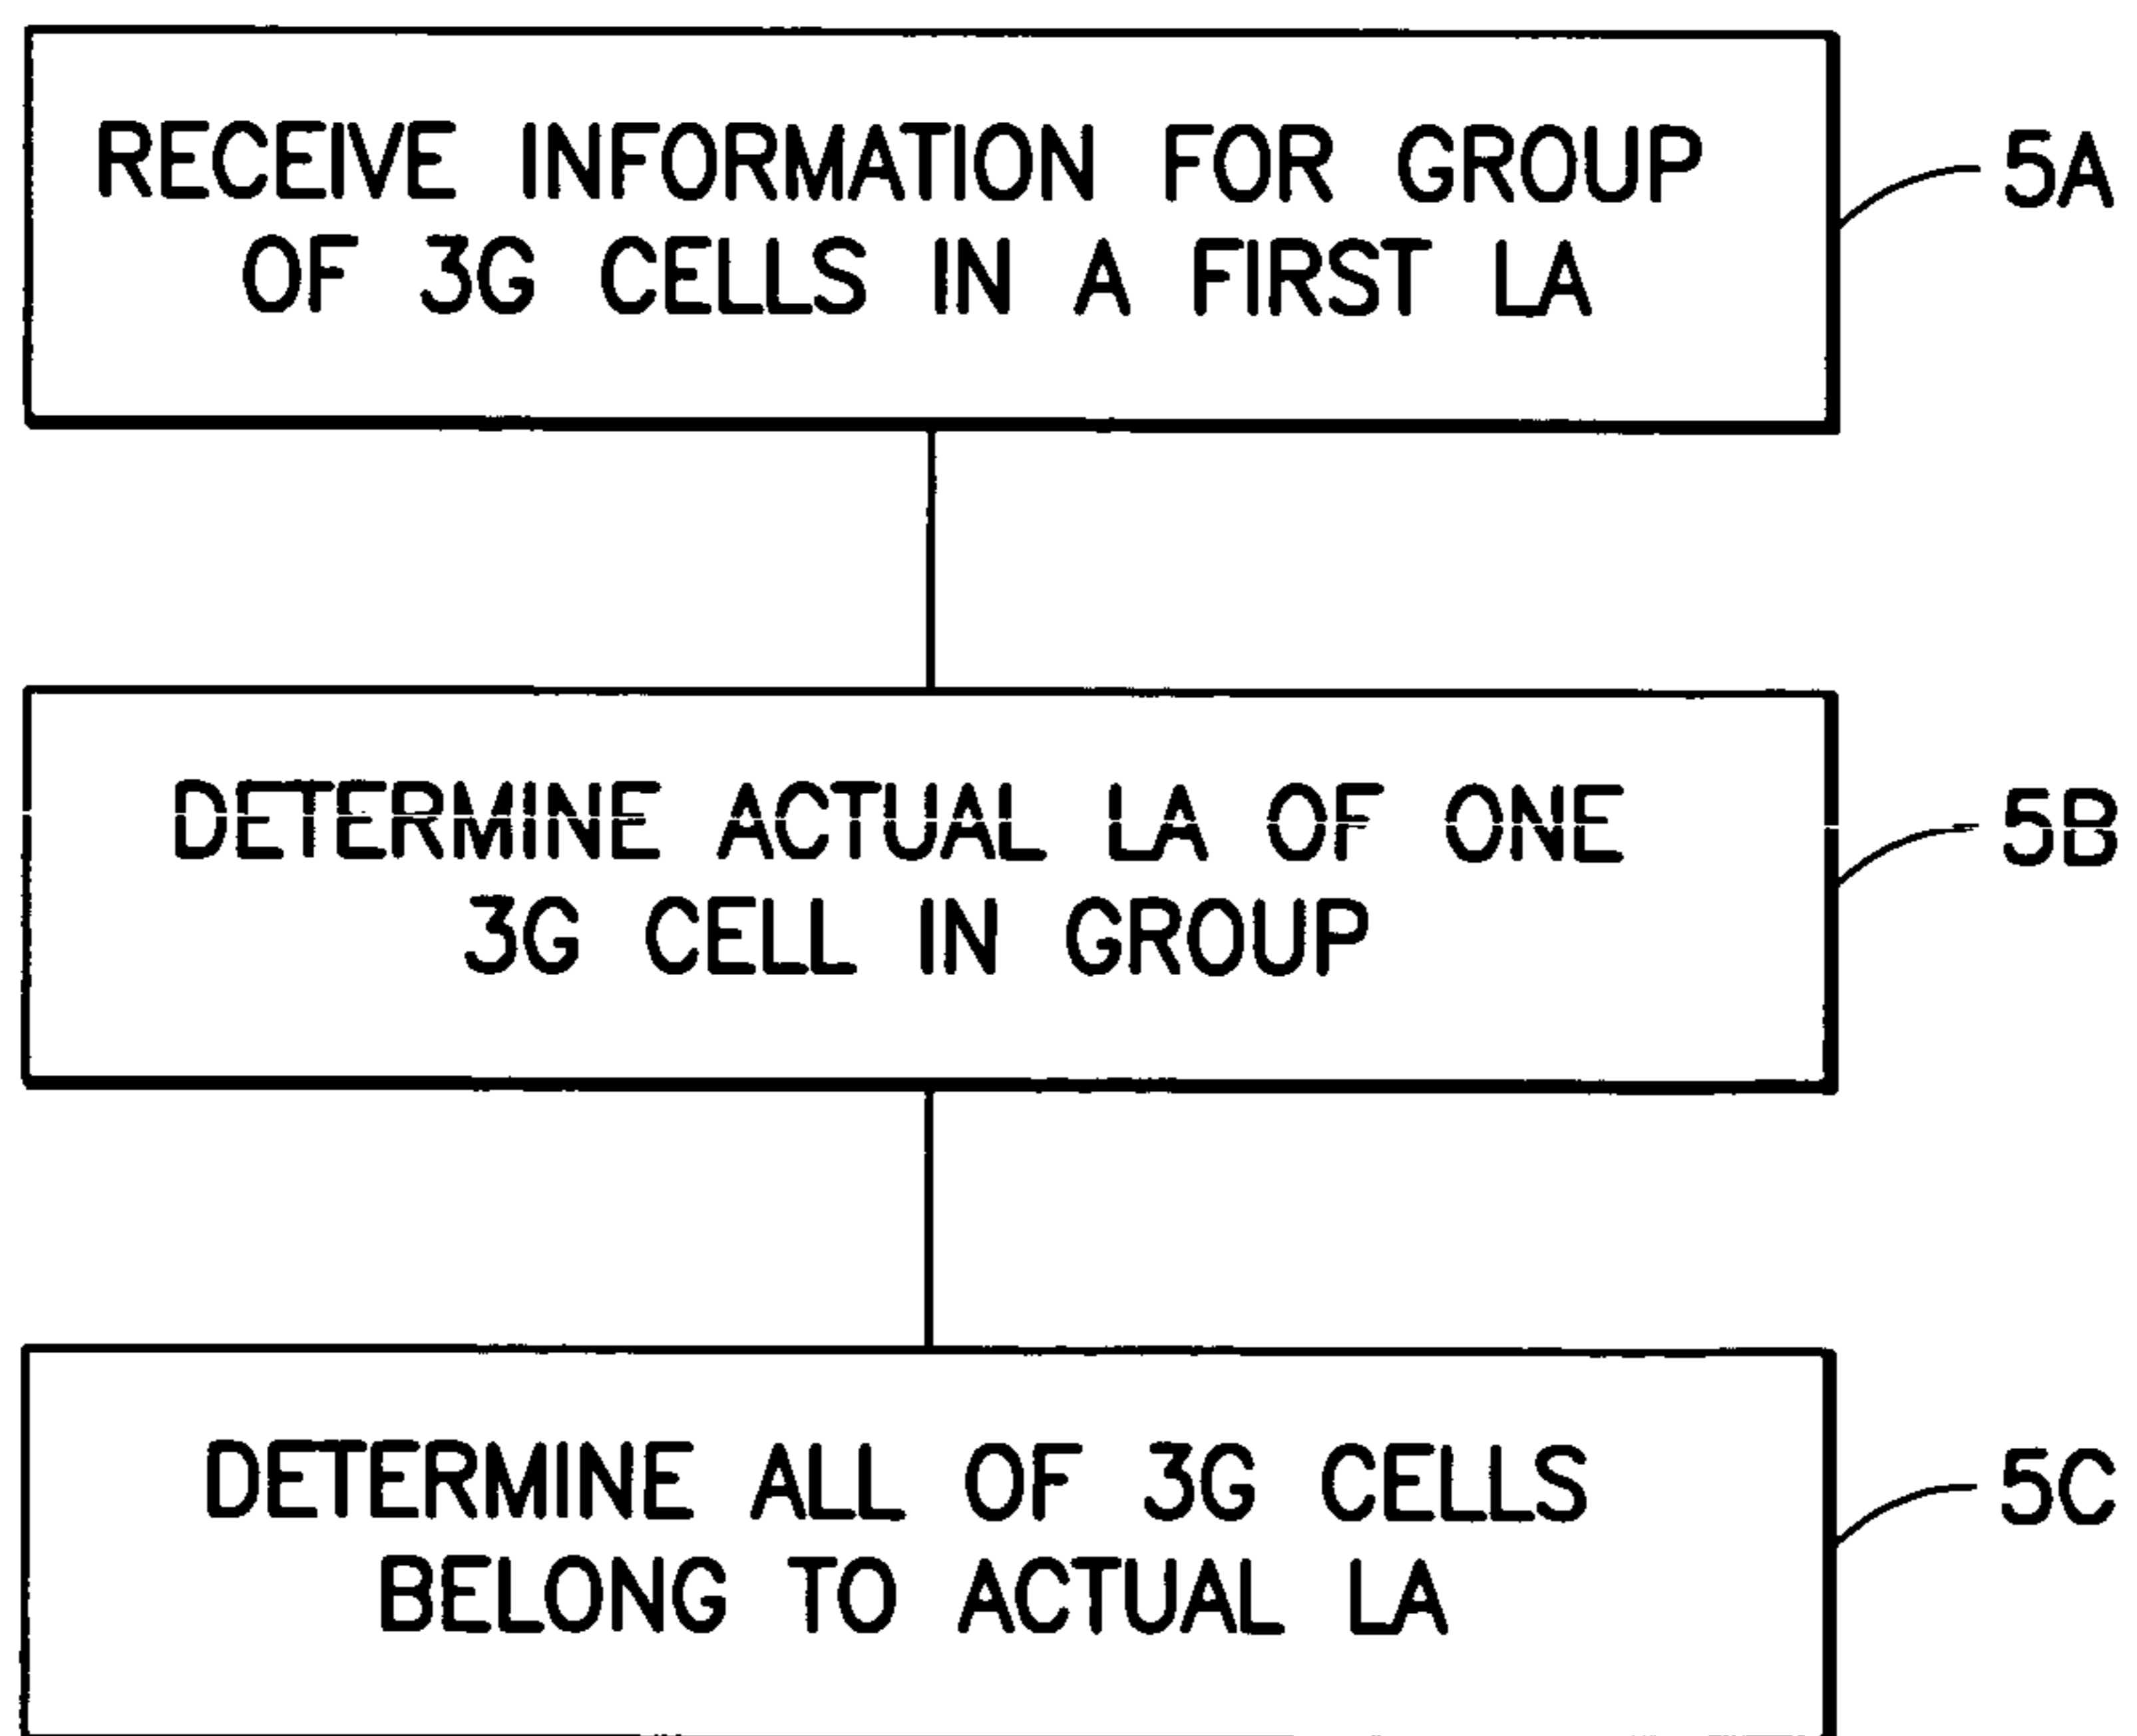 RECEIVE INFORMATION FOR GROUP
OF 3G CELLS IN A FIRST LA
5A
DETERMINE ACTUAL LA OF ONE
3G CELL IN GROUP
5B
DETERMINE ALL OF 3G CELLS
BELONG TO ACTUAL LA
5C